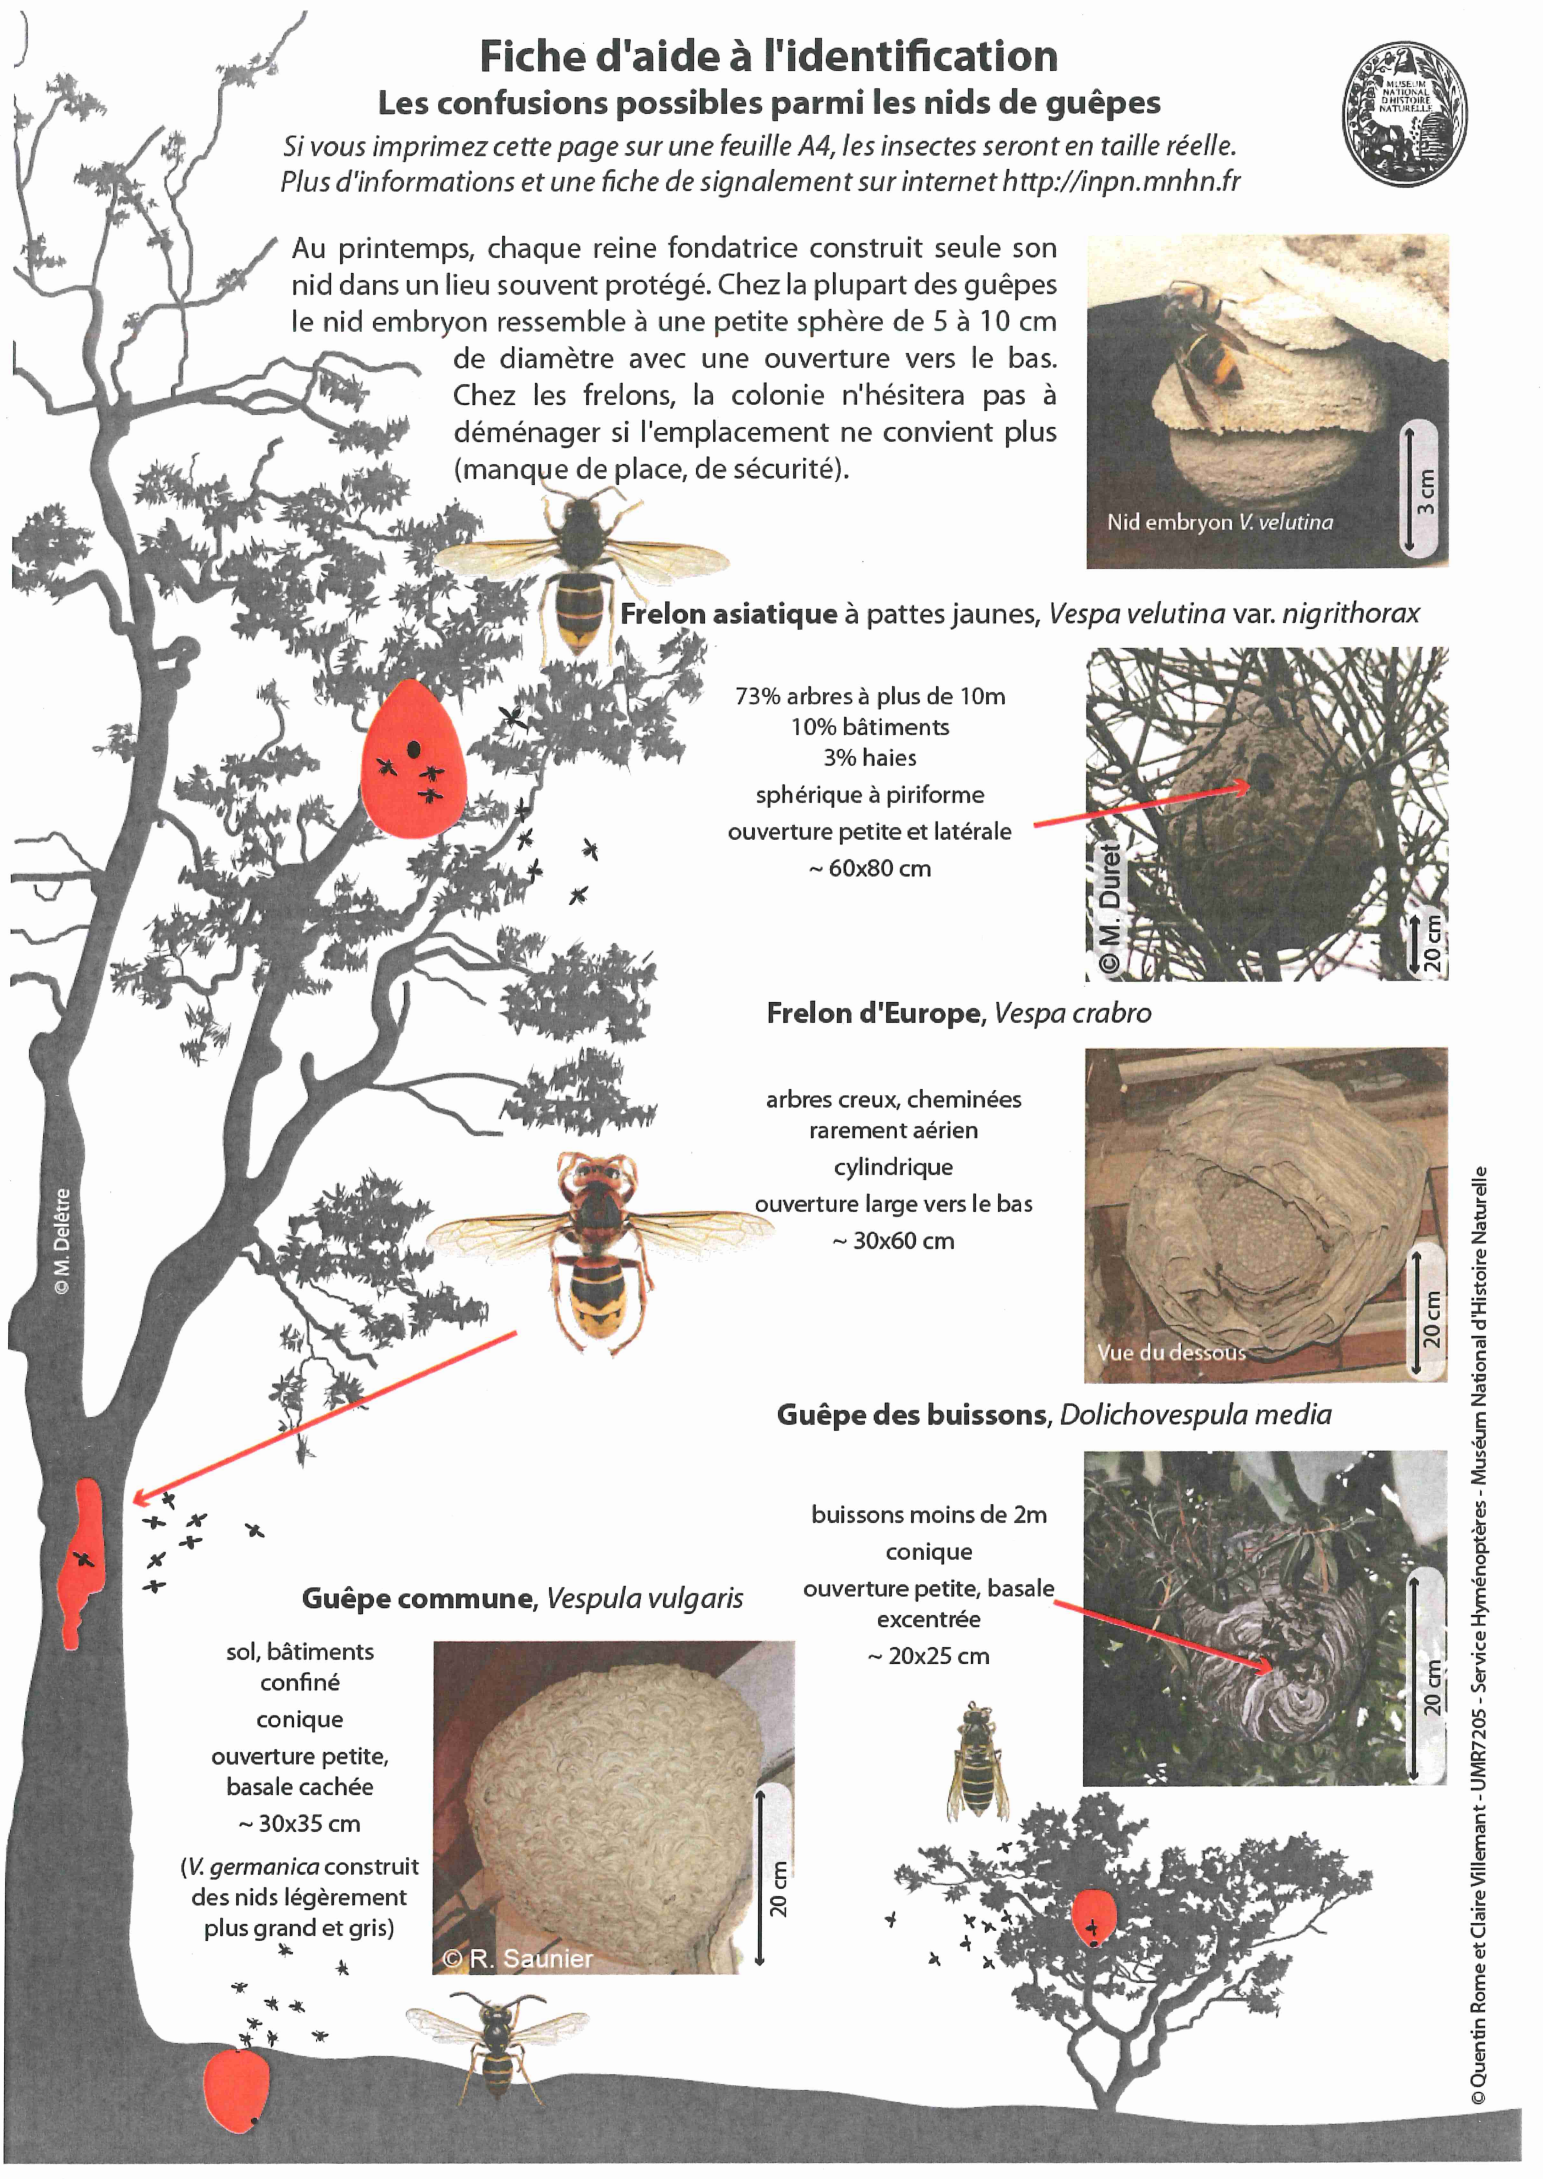 Fiche d'aide à l'identification
Les confusions possibles parmi les nids de guêpes
Si vous imprimez cette page sur une feuille A4, les insectes seront en taille réelle.
Plus d'informations et une fiche de signalement sur internet http://inpn.mnhn.fr
MUSEUM
NATIONAL
D'HISTOIRE
NATURELLE
Au printemps, chaque reine fondatrice construit seule son
nid dans un lieu souvent protégé. Chez la plupart des guêpes
le nid embryon ressemble à une petite sphère de 5 à 10 cm
de diamètre avec une ouverture vers le bas.
Chez les frelons, la colonie n'hésitera pas à
déménager si l'emplacement ne convient plus
(manque de place, de sécurité).
Nid embryon V. velutina
3 cm
Frelon asiatique à pattes jaunes, Vespa velutina var. nigrithorax
73% arbres à plus de 10m
10% bâtiments
3% haies
sphérique à piriforme
ouverture petite et latérale
~ 60x80 cm
© M. Duret
20 cm
Frelon d'Europe, Vespa crabro
arbres creux, cheminées
rarement aérien
cylindrique
ouverture large vers le bas
~ 30x60 cm
Vue du dessous
20 cm
© M. Delêtre
Guêpe des buissons, Dolichovespula media
buissons moins de 2m
conique
ouverture petite, basale
excentrée
~ 20x25 cm
20 cm
Guêpe commune, Vespula vulgaris
sol, bâtiments
confiné
conique
ouverture petite,
basale cachée
~ 30x35 cm
(V. germanica construit
des nids légèrement
plus grand et gris)
© R. Saunier
20 cm
© Quentin Rome et Claire Villemant - UMR7205 - Service Hyménoptères - Muséum National d'Histoire Naturelle